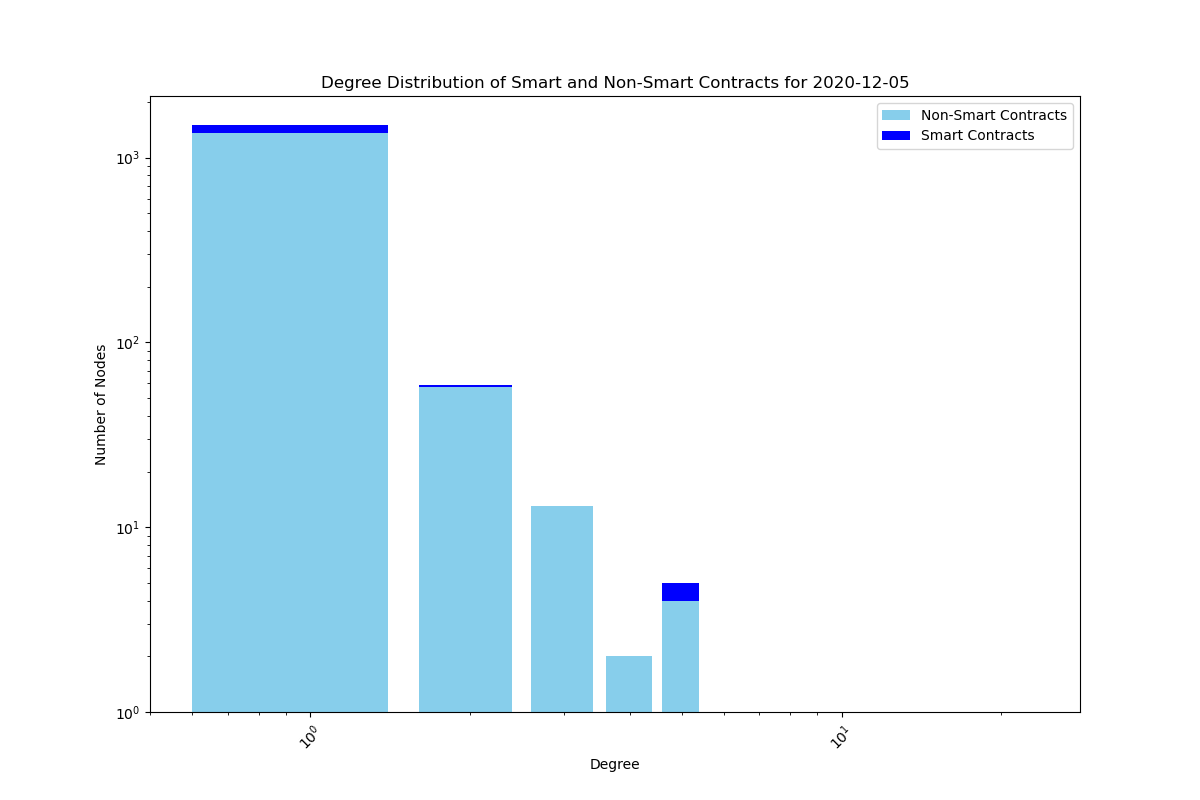 Degree Distribution of Smart and Non-Smart Contracts for 2020-12-05
Non-Smart Contracts
Smart Contracts
Number of Nodes
10³
10²
10¹
10⁰
10⁰
10¹
Degree